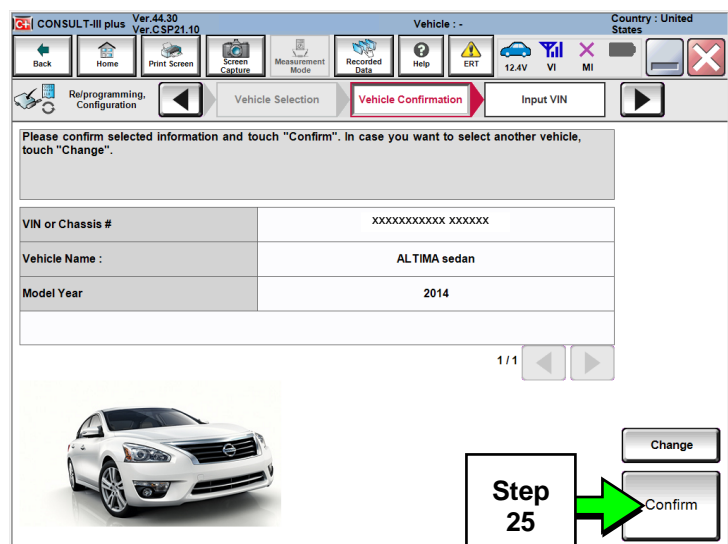 C+ CONSULT-III plus Ver.44.30 Vehicle : - Country : United
Ver.CSP21.10 States
Back Home Print Screen Screen Capture Measurement Mode Recorded Data Help ERT 12.4V VI MI
Re/programming, Configuration Vehicle Selection Vehicle Confirmation Input VIN
Please confirm selected information and to touch "Confirm". In case you want to select another vehicle,
touch "Change".
VIN or Chassis # XXXXXXXXXXX XXXXXX
Vehicle Name : ALTIMA sedan
Model Year 2014
1/1
Change
Step
25
Confirm